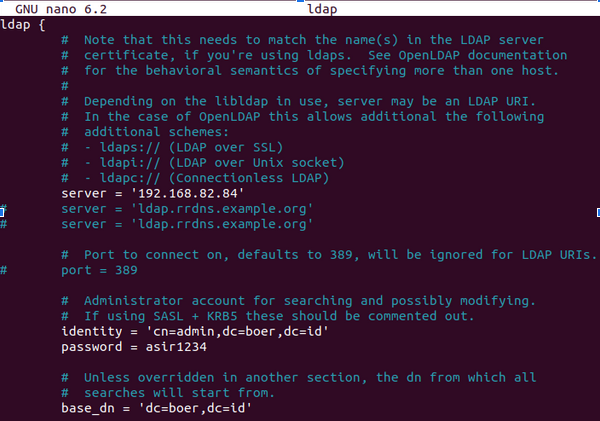 GNU nano 6.2 ldap
ldap {
# Note that this needs to match the name(s) in the LDAP server
# certificate, if you're using ldaps. See OpenLDAP documentation
# for the behavioral semantics of specifying more than one host.
#
# Depending on the libldap in use, server may be an LDAP URI.
# In the case of OpenLDAP this allows additional the following
# additional schemes:
# - ldaps:// (LDAP over SSL)
# - ldapi:// (LDAP over Unix socket)
# - ldapc:// (Connectionless LDAP)
server = '192.168.82.84'
# server = 'ldap.rrdns.example.org'
# server = 'ldap.rrdns.example.org'
# Port to connect on, defaults to 389, will be ignored for LDAP URIs.
# port = 389
# Administrator account for searching and possibly modifying.
# If using SASL + KRB5 these should be commented out.
identity = 'cn=admin,dc=boer,dc=id'
password = asir1234
# Unless overridden in another section, the dn from which all
# searches will start from.
base_dn = 'dc=boer,dc=id'